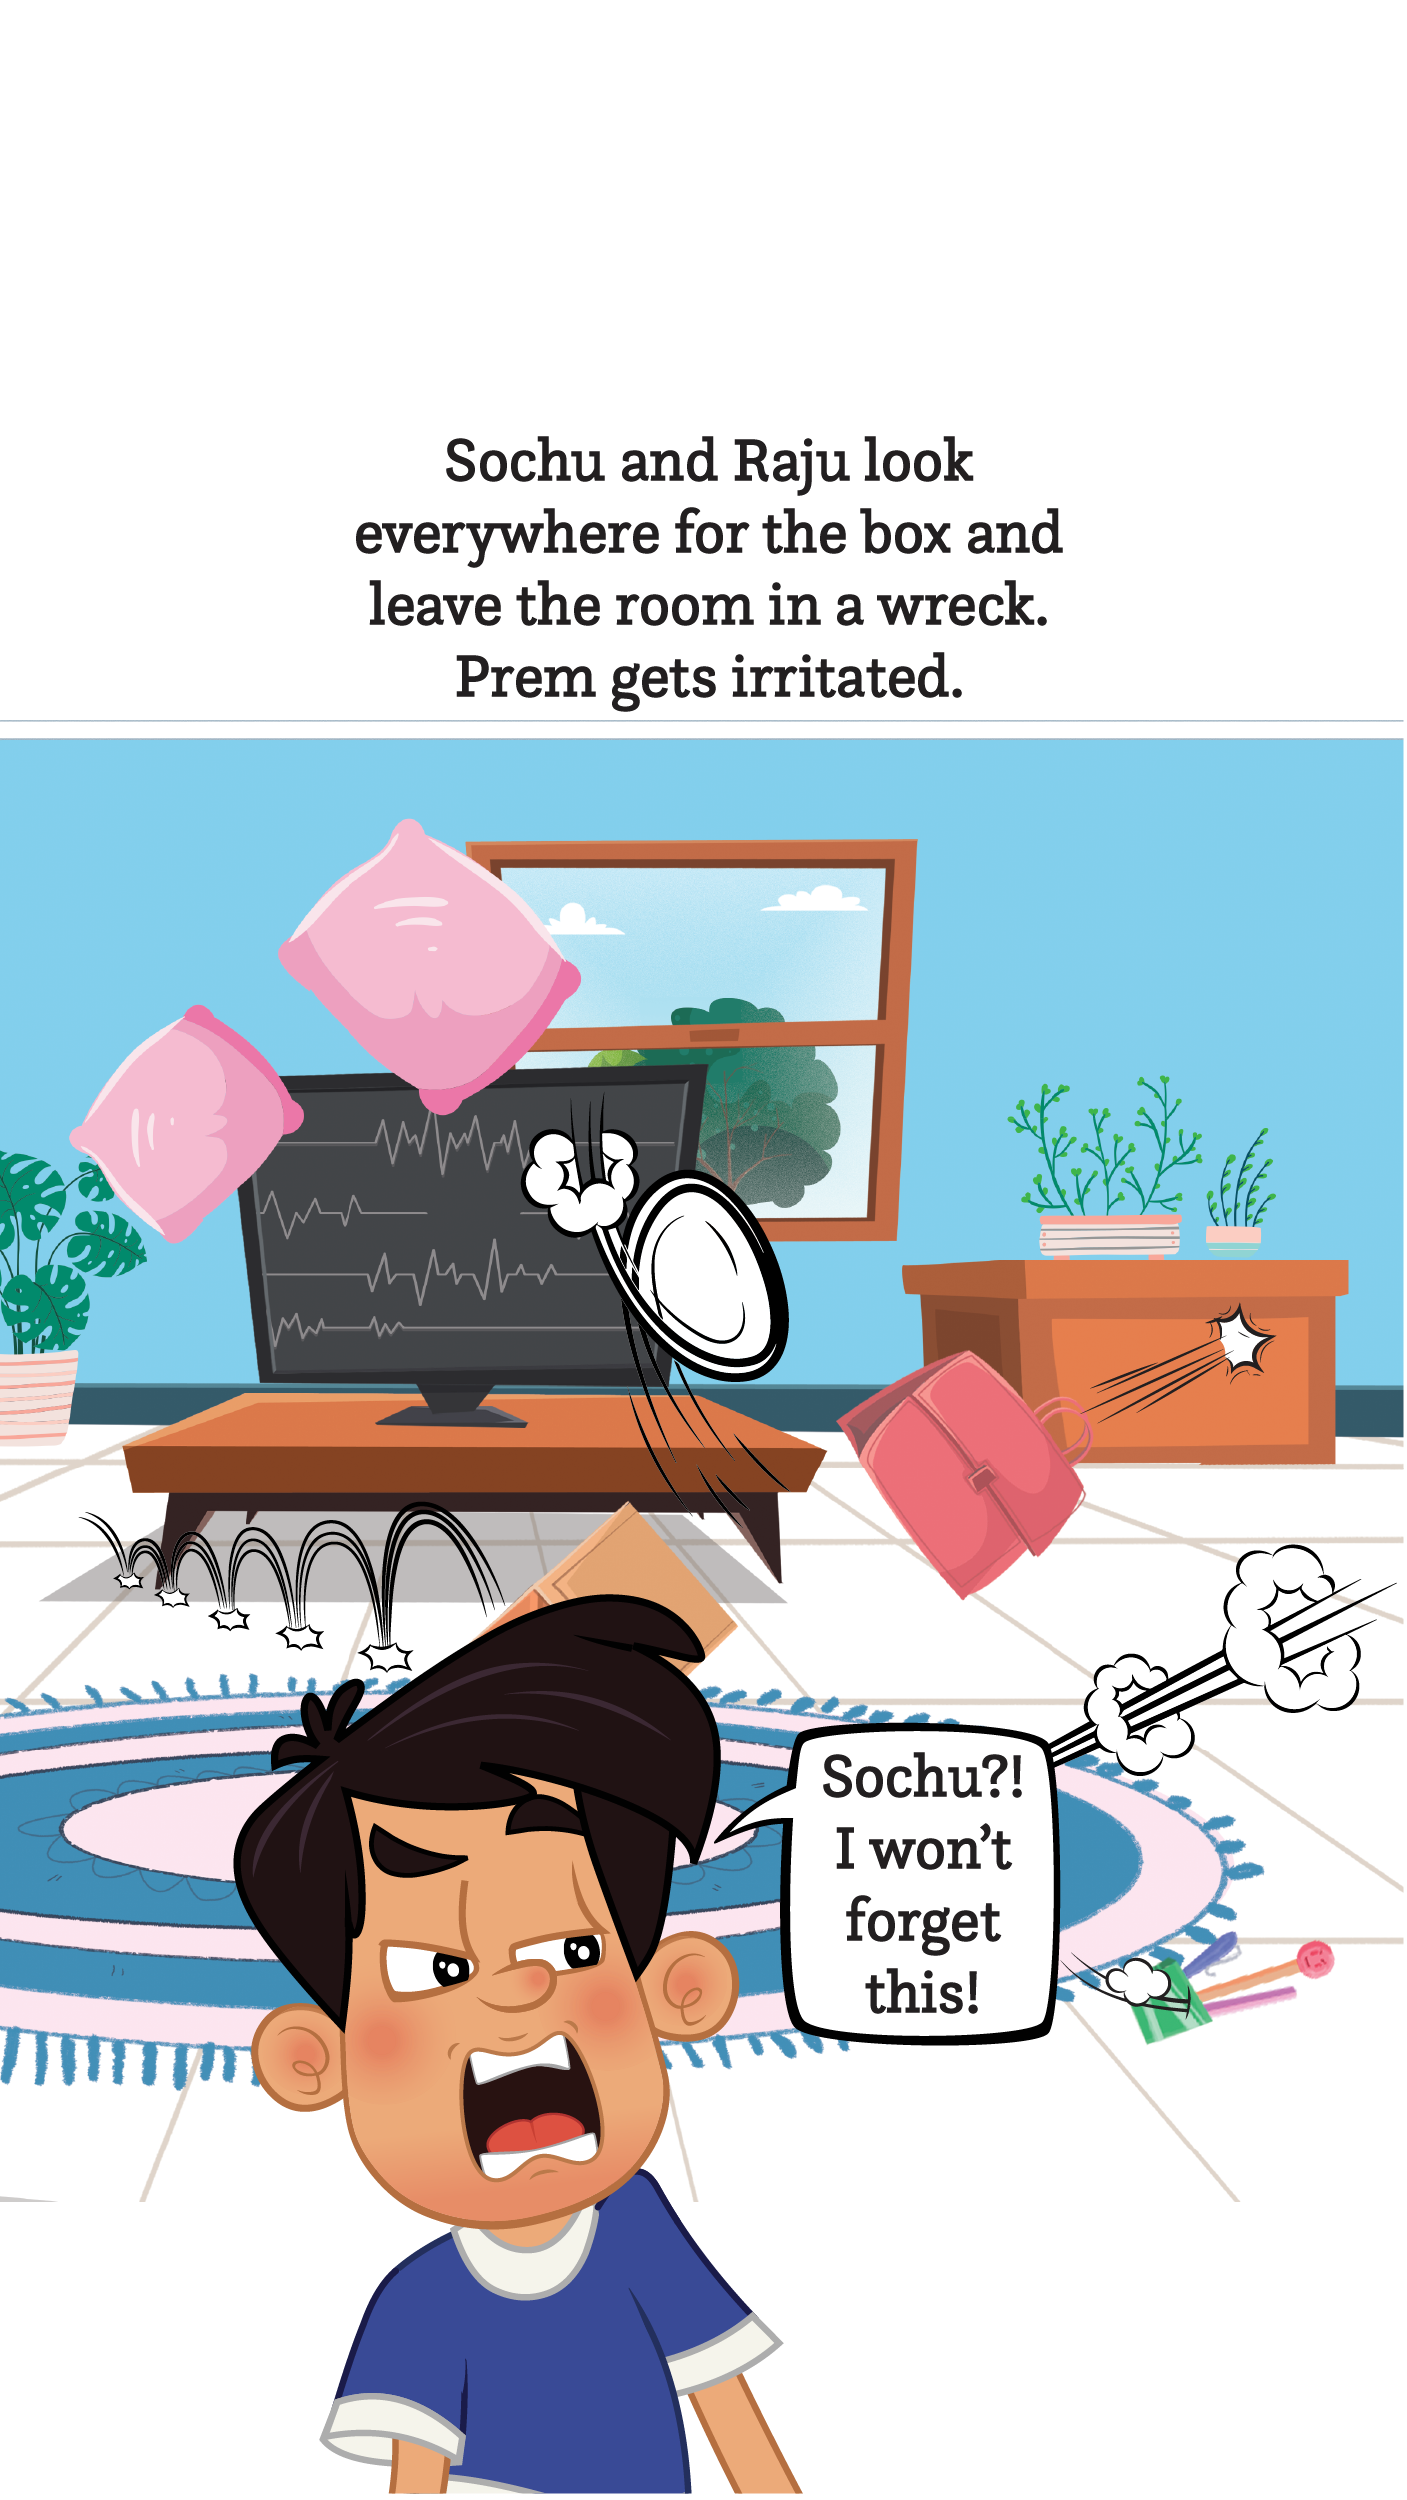 Sochu and Raju look
everywhere for the box and
leave the room in a wreck.
Prem gets irritated.
Sochu?!
I won't
forget
this!